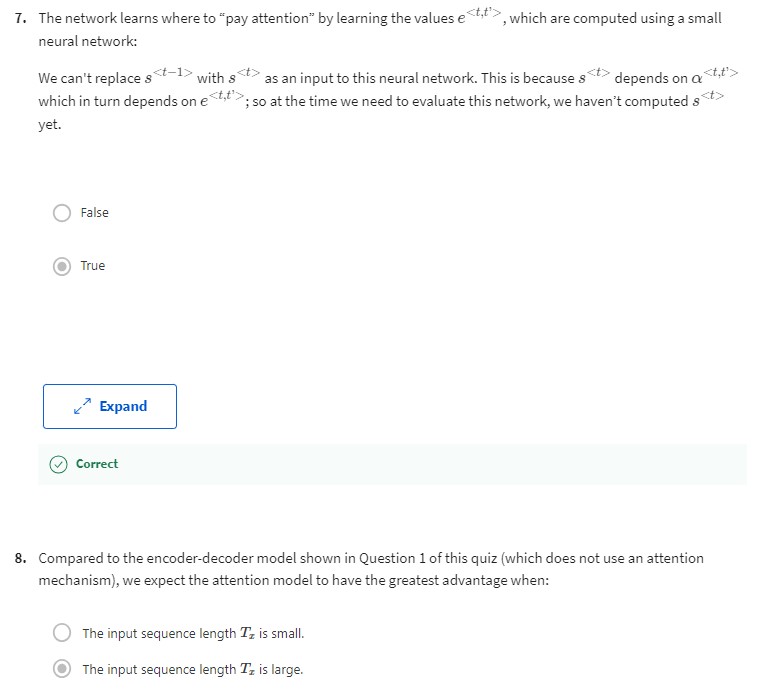 7. The network learns where to “pay attention” by learning the values e^<t,t'>, which are computed using a small
neural network:
We can't replace s^<t−1> with s^<t> as an input to this neural network. This is because s^<t> depends on α^<t,t'>
which in turn depends on e^<t,t'>; so at the time we need to evaluate this network, we haven’t computed s^<t>
yet.
False
True
Expand
Correct
8. Compared to the encoder-decoder model shown in Question 1 of this quiz (which does not use an attention
mechanism), we expect the attention model to have the greatest advantage when:
The input sequence length T_x is small.
The input sequence length T_x is large.